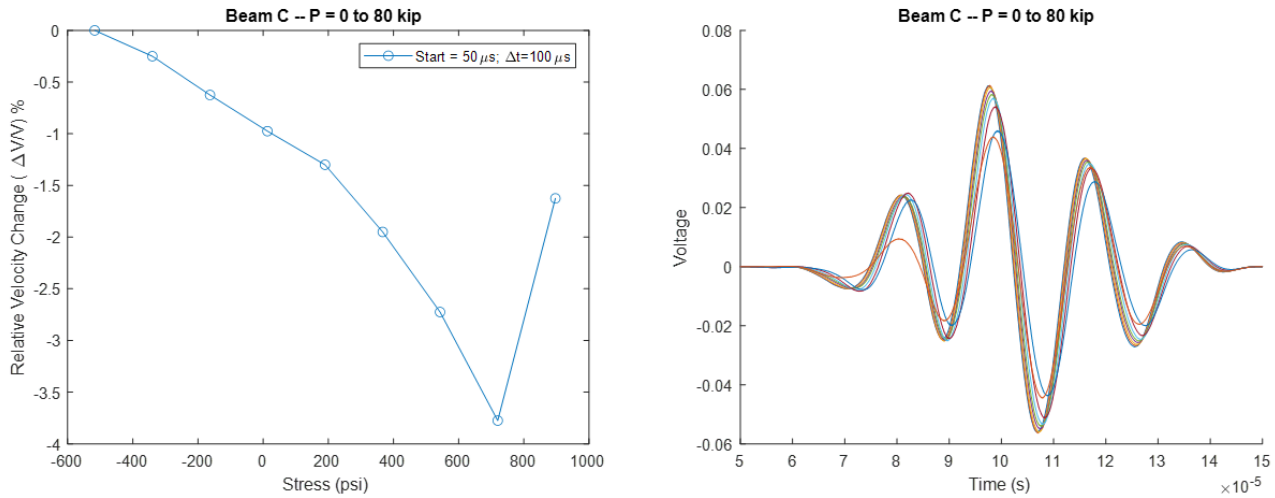 Beam C -- P = 0 to 80 kip
Start = 50 μs; Δt=100 μs
Relative Velocity Change ( ΔV/V) %
0
-0.5
-1
-1.5
-2
-2.5
-3
-3.5
-4
-600 -400 -200 0 200 400 600 800 1000
Stress (psi)
Beam C -- P = 0 to 80 kip
Voltage
0.08
0.06
0.04
0.02
0
-0.02
-0.04
-0.06
5 6 7 8 9 10 11 12 13 14 15
Time (s)
×10-5